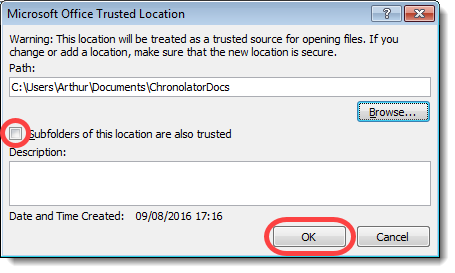 Microsoft Office Trusted Location
Warning: This location will be treated as a trusted source for opening files. If you
change or add a location, make sure that the new location is secure.
Path:
C:\Users\Arthur\Documents\ChronolatorDocs
Browse...
Subfolders of this location are also trusted
Description:
Date and Time Created: 09/08/2016 17:16
OK Cancel